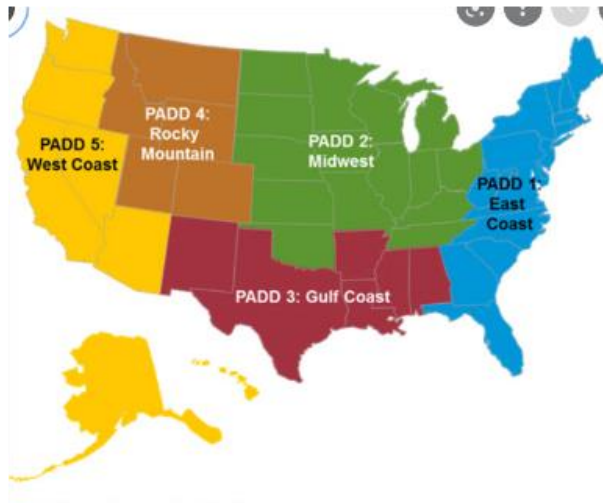 PADD 4:
Rocky
Mountain
PADD 5:
West Coast
PADD 2:
Midwest
PADD 1:
East
Coast
PADD 3: Gulf Coast